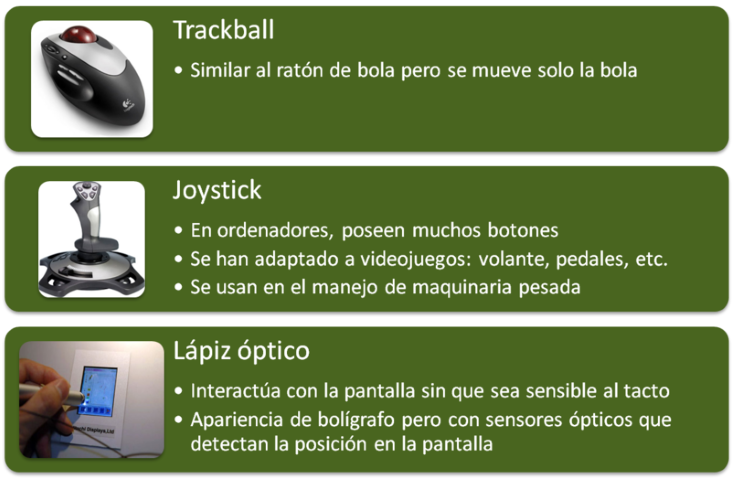 Trackball
• Similar al ratón de bola pero se mueve solo la bola
Joystick
• En ordenadores, poseen muchos botones
• Se han adaptado a videojuegos: volante, pedales, etc.
• Se usan en el manejo de maquinaria pesada
Lápiz óptico
• Interactúa con la pantalla sin que sea sensible al tacto
• Apariencia de bolígrafo pero con sensores ópticos que
detectan la posición en la pantalla
Displays,Ltd